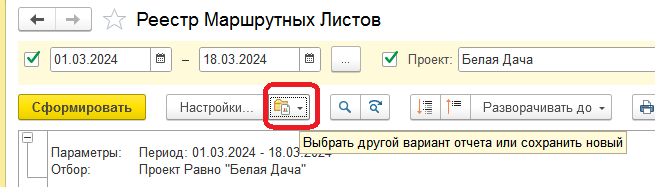 Реестр Маршрутных Листов
01.03.2024 – 18.03.2024 ... Проект: Белая Дача
Сформировать Настройки... Разворачивать до
Выбрать другой вариант отчета или сохранить новый
Параметры: Период: 01.03.2024 - 18.03.2024
Отбор: Проект Равно "Белая Дача"